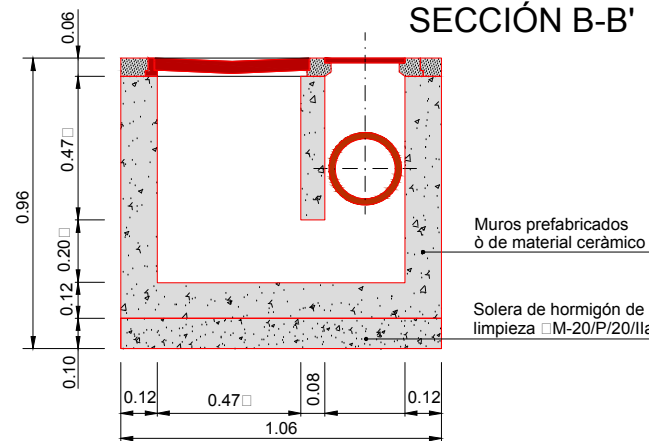 SECCIÓN B-B'
0.06
0.47□
0.96
0.20□
0.12
0.10
Muros prefabricados
ò de material ceràmico
Solera de hormigón de
limpieza □M-20/P/20/IIa
0.12
0.47□
0.08
0.12
1.06